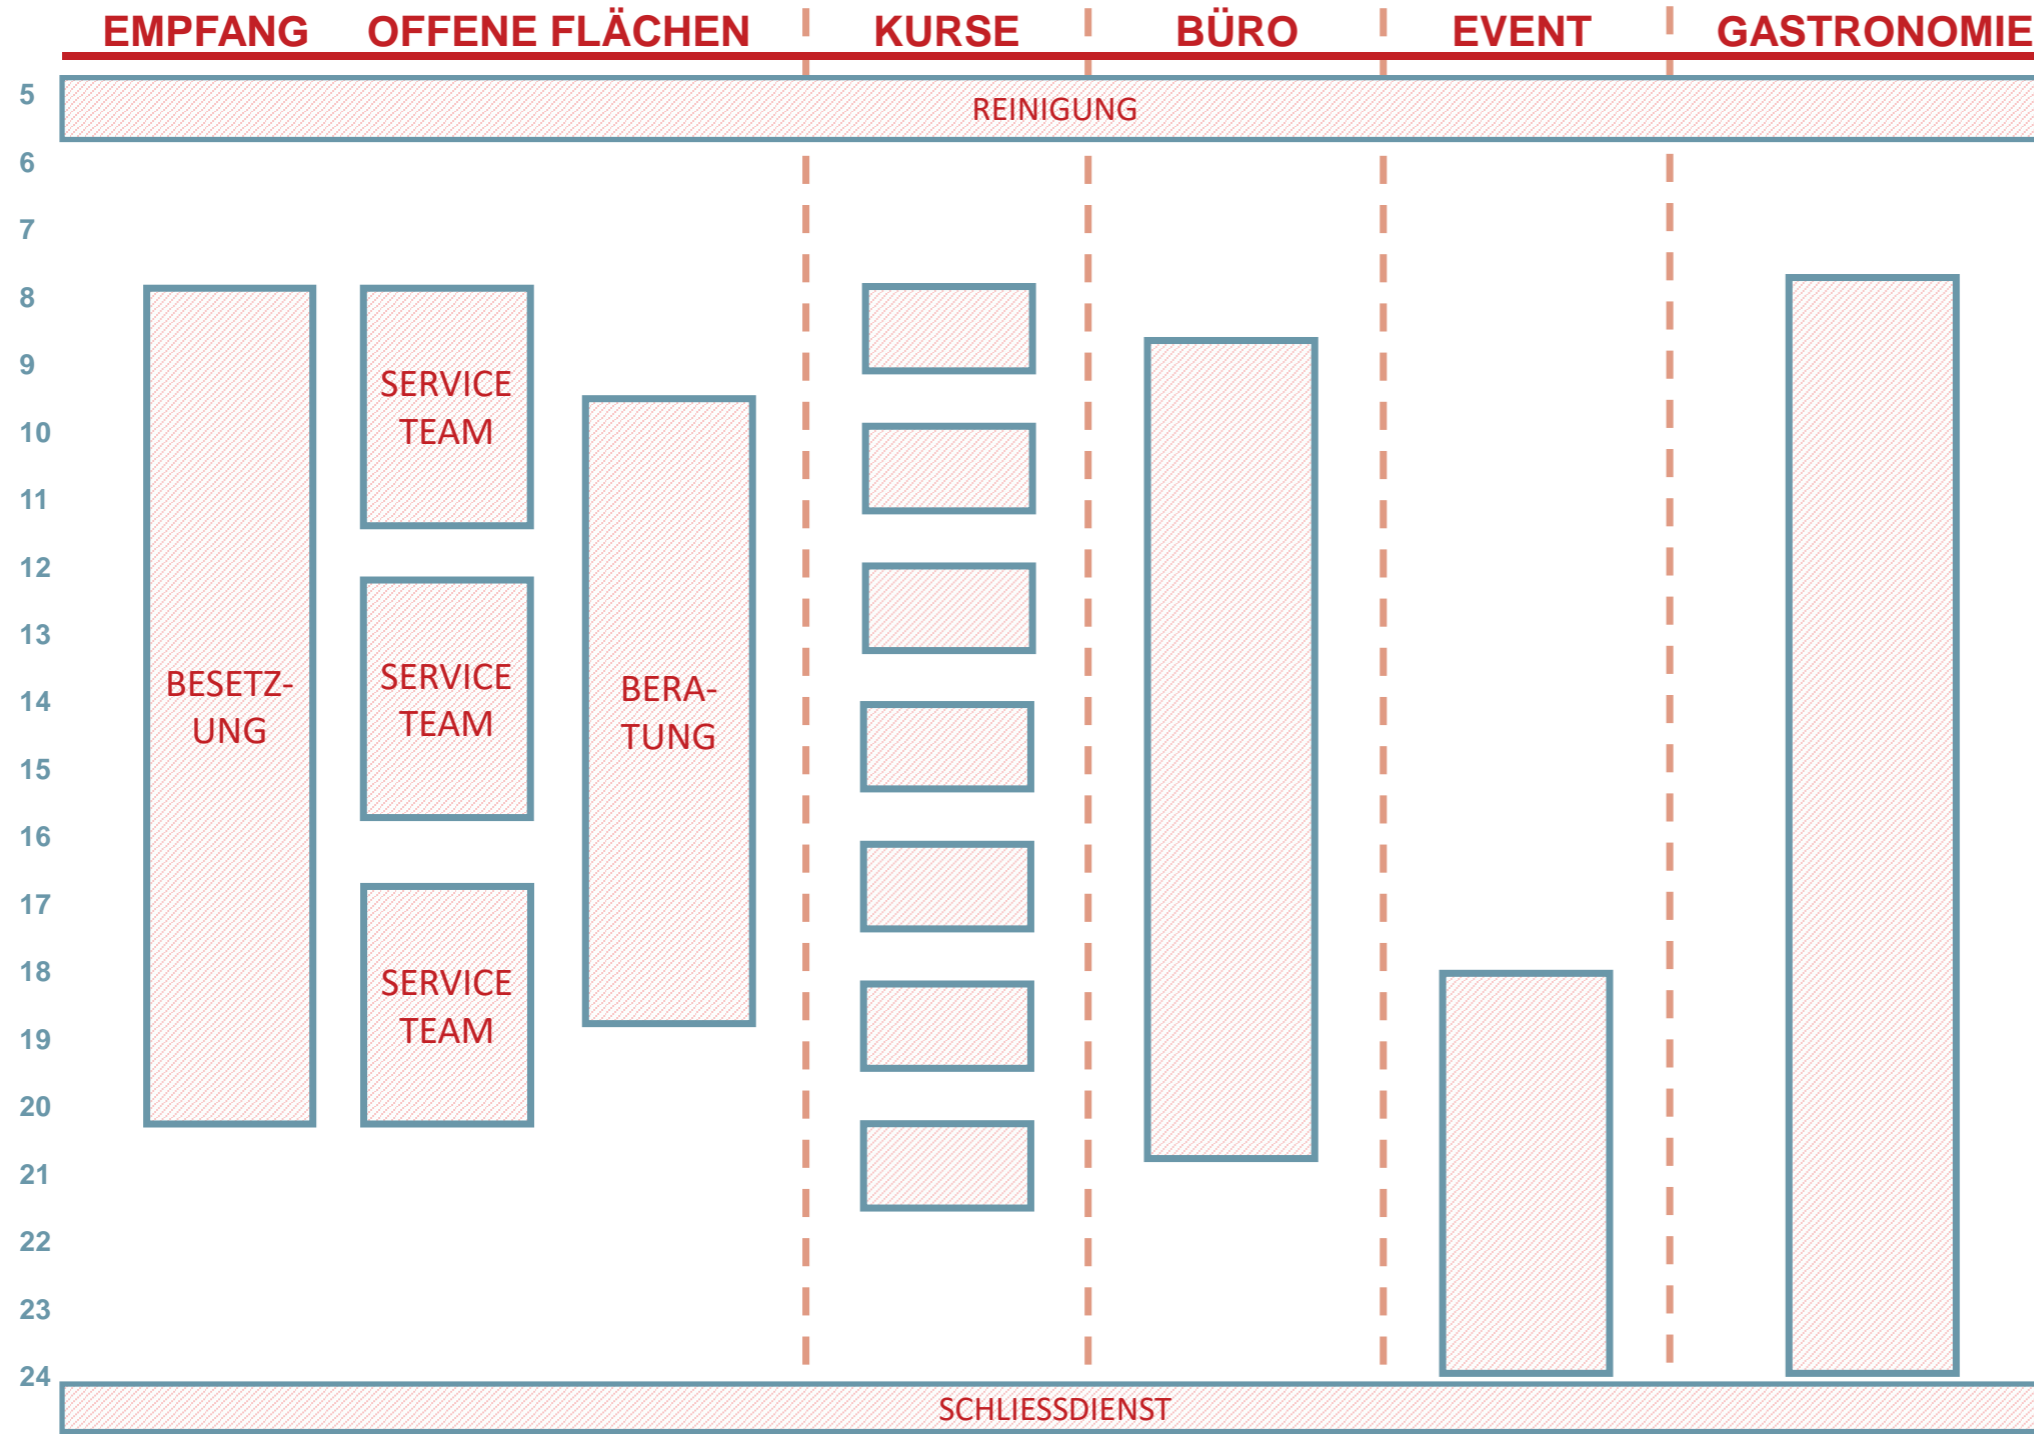 EMPFANG OFFENE FLÄCHEN KURSE BÜRO EVENT GASTRONOMIE
5
REINIGUNG
6
7
8
9
10
11
12
13
14
15
16
17
18
19
20
21
22
23
24
BESETZ-
UNG
SERVICE
TEAM
SERVICE
TEAM
SERVICE
TEAM
BERA-
TUNG
SCHLIESSDIENST